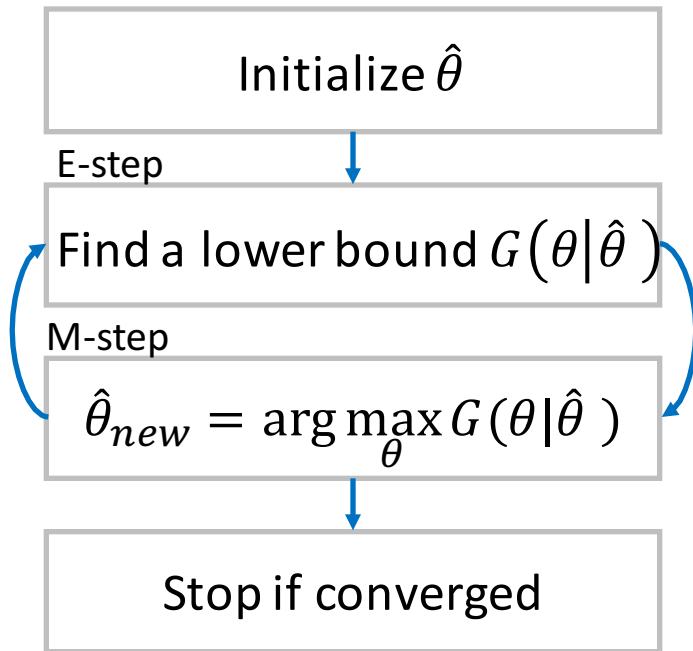 Initialize θ̂
E-step
Find a lower bound G(θ|θ̂ )
M-step
θ̂_new = arg max_θ G(θ|θ̂ )
Stop if converged